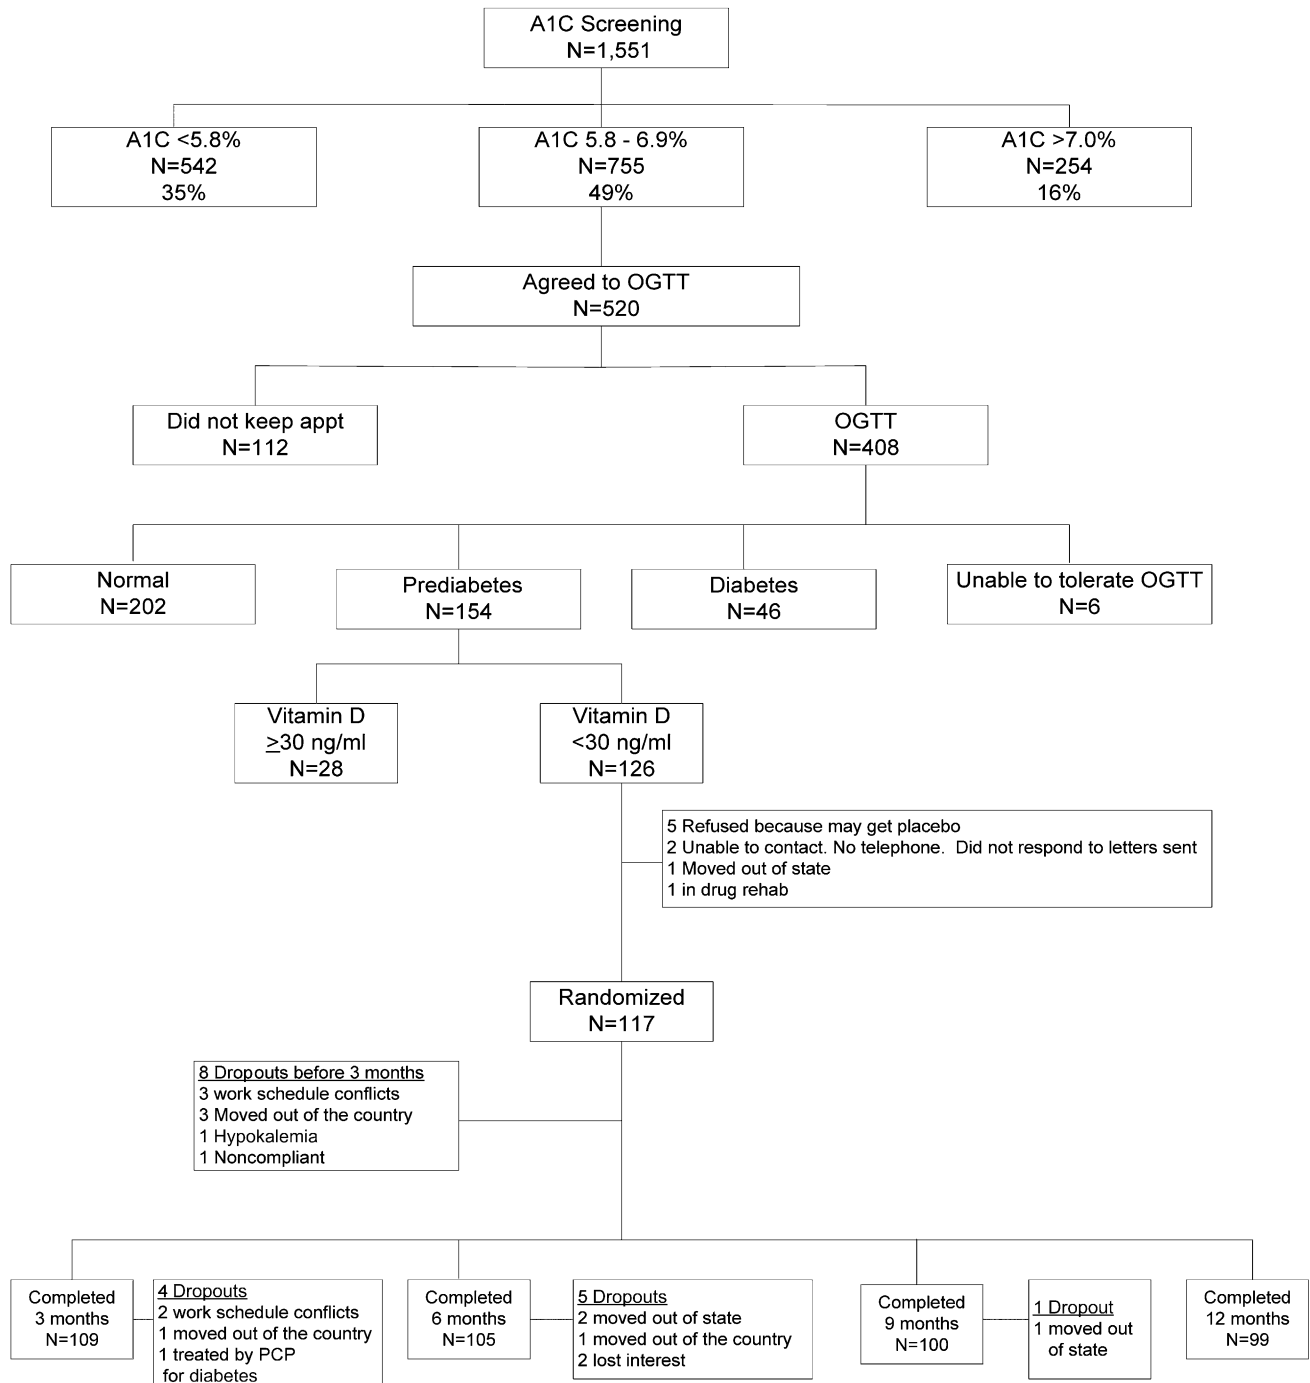 A1C Screening
N=1,551
A1C <5.8%
N=542
35%
A1C 5.8 - 6.9%
N=755
49%
A1C >7.0%
N=254
16%
Agreed to OGTT
N=520
Did not keep appt
N=112
OGTT
N=408
Normal
N=202
Prediabetes
N=154
Diabetes
N=46
Unable to tolerate OGTT
N=6
Vitamin D
≥30 ng/ml
N=28
Vitamin D
<30 ng/ml
N=126
5 Refused because may get placebo
2 Unable to contact. No telephone.  Did not respond to letters sent
1 Moved out of state
1 in drug rehab
Randomized
N=117
8 Dropouts before 3 months
3 work schedule conflicts
3 Moved out of the country
1 Hypokalemia
1 Noncompliant
Completed
3 months
N=109
4 Dropouts
2 work schedule conflicts
1 moved out of the country
1 treated by PCP
for diabetes
Completed
6 months
N=105
5 Dropouts
2 moved out of state
1 moved out of the country
2 lost interest
Completed
9 months
N=100
1 Dropout
1 moved out
of state
Completed
12 months
N=99